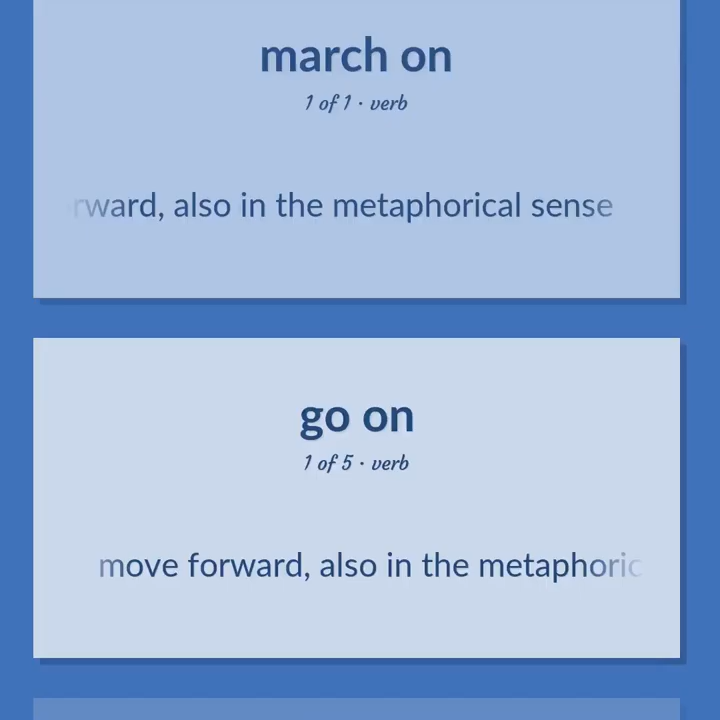 march on
1 of 1 · verb
rward, also in the metaphorical sense
go on
1 of 5 · verb
move forward, also in the metaphoric